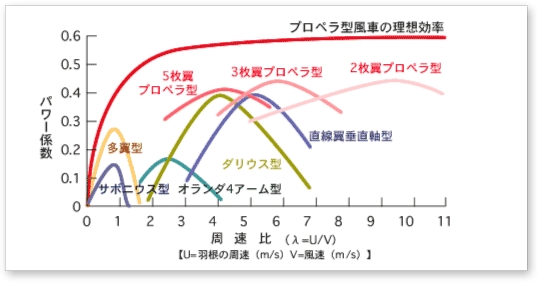 プロペラ型風車の理想効率
0.6
5枚翼
プロペラ型
3枚翼プロペラ型
2枚翼プロペラ型
0.5
0.4
パワー係数
0.3
多翼型
直線翼垂直軸型
0.2
ダリウス型
0.1
サボニウス型
オランダ4アーム型
0
0 1 2 3 4 5 6 7 8 9 10 11
周速比 (λ=U/V)
【U=羽根の周速(m/s)V=風速(m/s)】